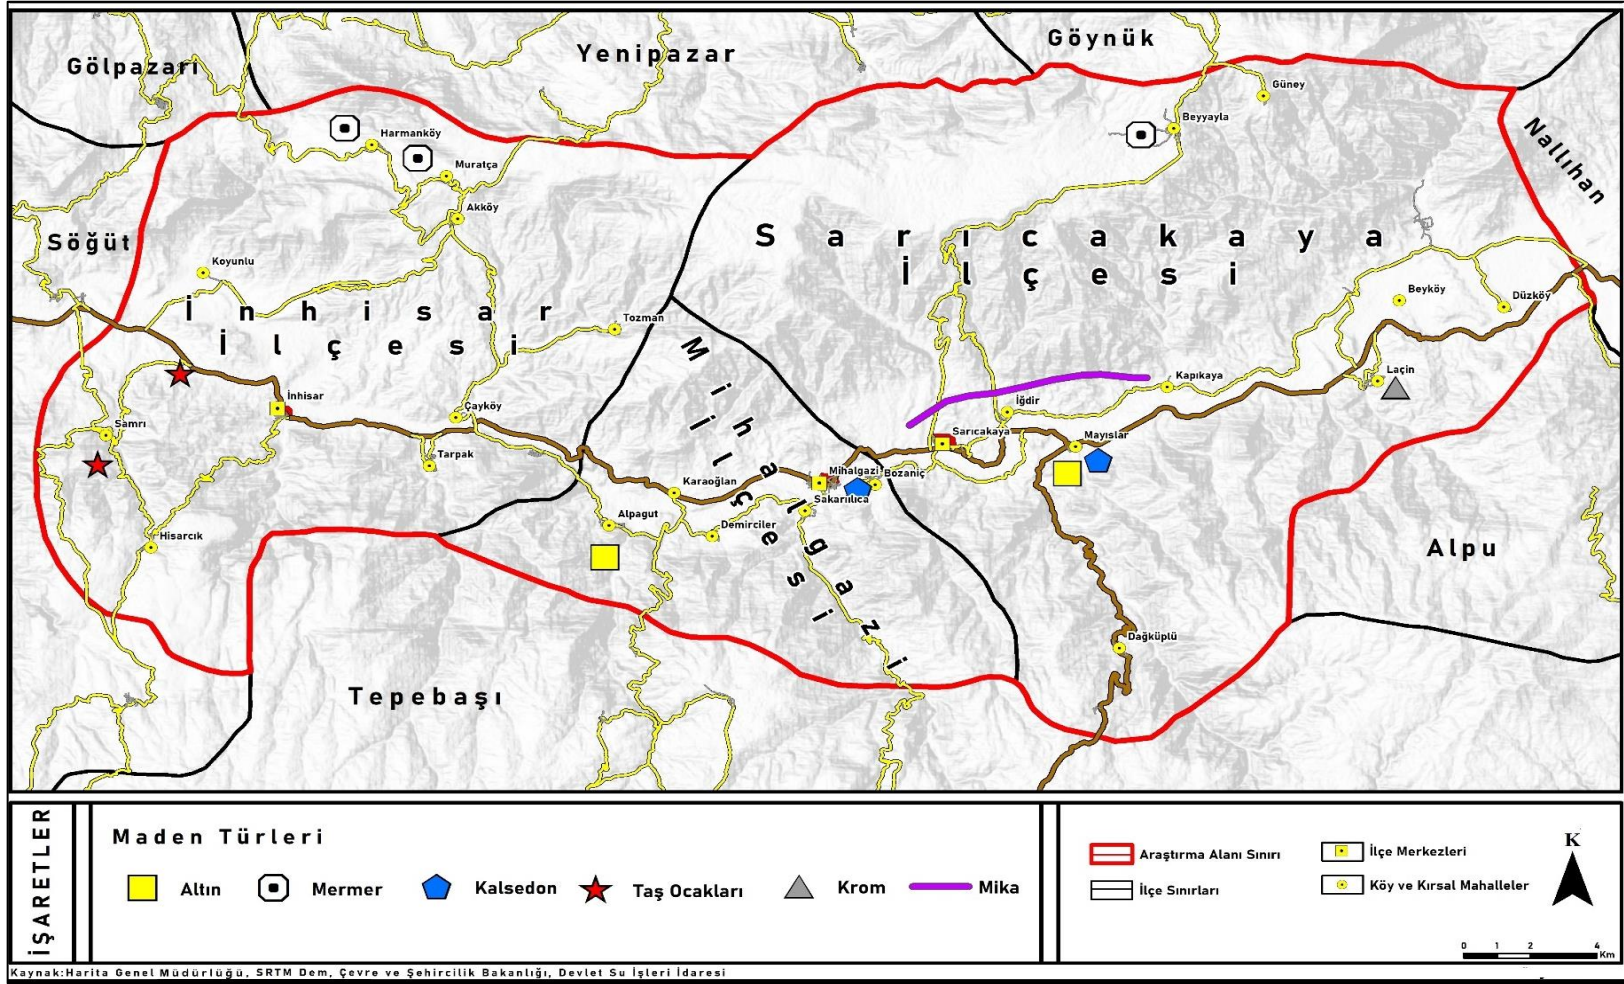 Gölpazarı
Yenipazar
Göynük
Nallıhan
Söğüt
Güney
Beyyayla
Harmanköy
Muratça
Akköy
Koyunlu
Sarıcakaya
İlçesi
İnhisar
İlçesi
Tozman
Mihalgazi
İlçesi
Beyköy
Düzköy
Laçin
Kapıkaya
İğdir
İnhisar
Çayköy
Samrı
Tarpak
Sarıcakaya
Mayıslar
Mihalgazi
Bozaniç
Sakarıılıca
Karaoğlan
Alpagut
Demirciler
Hisarcık
Alpu
Dağküplü
Tepebaşı
İŞARETLER
Maden Türleri
Altın
Mermer
Kalsedon
Taş Ocakları
Krom
Mika
Araştırma Alanı Sınırı
İlçe Sınırları
İlçe Merkezleri
Köy ve Kırsal Mahalleler
K
0 1 2 4
Km
Kaynak:Harita Genel Müdürlüğü, SRTM Dem, Çevre ve Şehircilik Bakanlığı, Devlet Su İşleri İdaresi